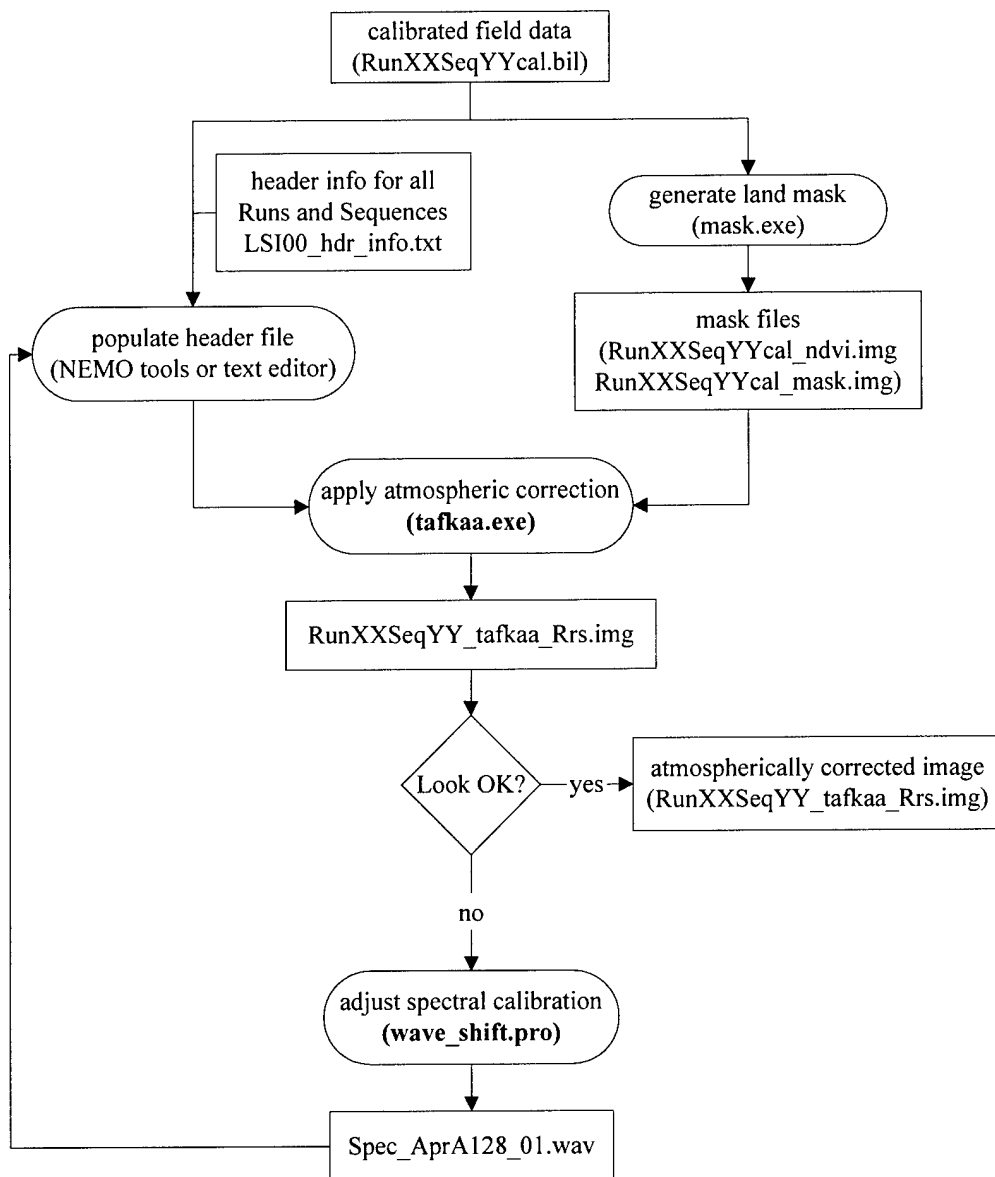 calibrated field data
(RunXXSeqYYcal.bil)
header info for all
Runs and Sequences
LSI00_hdr_info.txt
generate land mask
(mask.exe)
populate header file
(NEMO tools or text editor)
mask files
(RunXXSeqYYcal_ndvi.img
RunXXSeqYYcal_mask.img)
apply atmospheric correction
(tafkaa.exe)
RunXXSeqYY_tafkaa_Rrs.img
Look OK?
yes
atmospherically corrected image
(RunXXSeqYY_tafkaa_Rrs.img)
no
adjust spectral calibration
(wave_shift.pro)
Spec_AprA128_01.wav